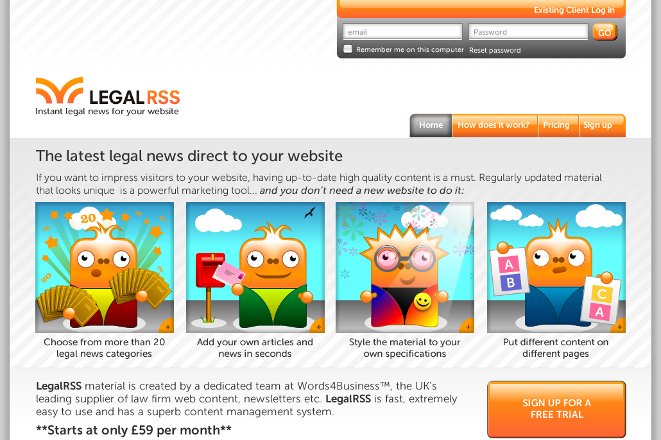 Existing Client Log in
email
Password
GO
Remember me on this computer
Reset password
LEGALRSS
Instant legal news for your website
Home
How does it work?
Pricing
Sign up
The latest legal news direct to your website
If you want to impress visitors to your website, having up-to-date high quality content is a must. Regularly updated material
that looks unique is a powerful marketing tool... and you don't need a new website to do it:
20
A
B
C
A
Choose from more than 20
legal news categories
Add your own articles and
news in seconds
Style the material to your
own specifications
Put different content on
different pages
LegalRSS material is created by a dedicated team at Words4Business™, the UK's
leading supplier of law firm web content, newsletters etc. LegalRSS is fast, extremely
easy to use and has a superb content management system.
**Starts at only £59 per month**
SIGN UP FOR A
FREE TRIAL